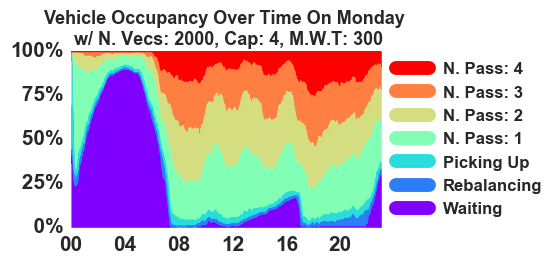 Vehicle Occupancy Over Time On Monday
w/ N. Vecs: 2000, Cap: 4, M.W.T: 300
100%
75%
50%
25%
0%
00 04 08 12 16 20
N. Pass: 4
N. Pass: 3
N. Pass: 2
N. Pass: 1
Picking Up
Rebalancing
Waiting